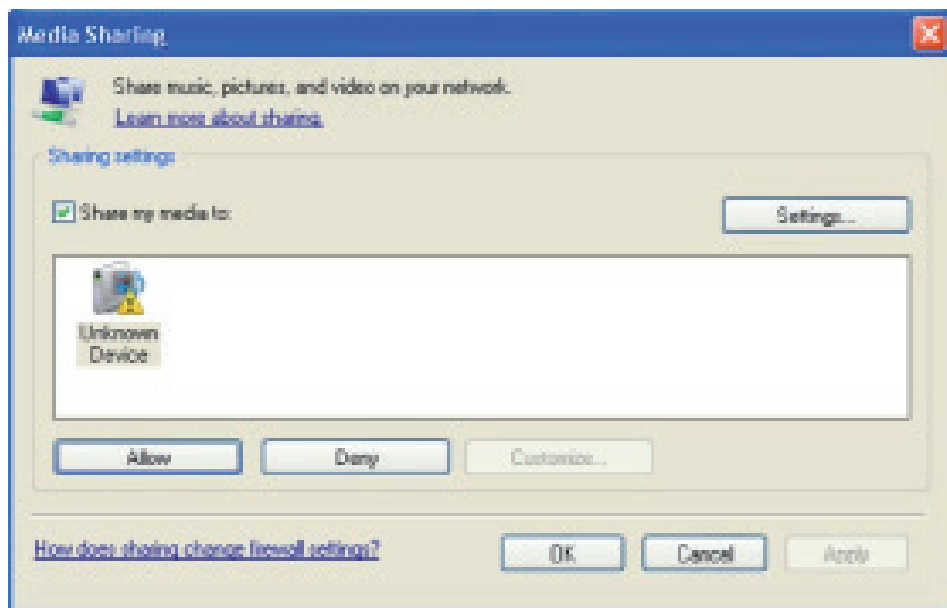 Media Sharing
Share music, pictures, and video on your network.
Learn more about sharing.
Sharing settings
Share my media to:
Settings...
Unknown
Device
Allow
Deny
Customize...
How does sharing change firewall settings?
OK
Cancel
Apply